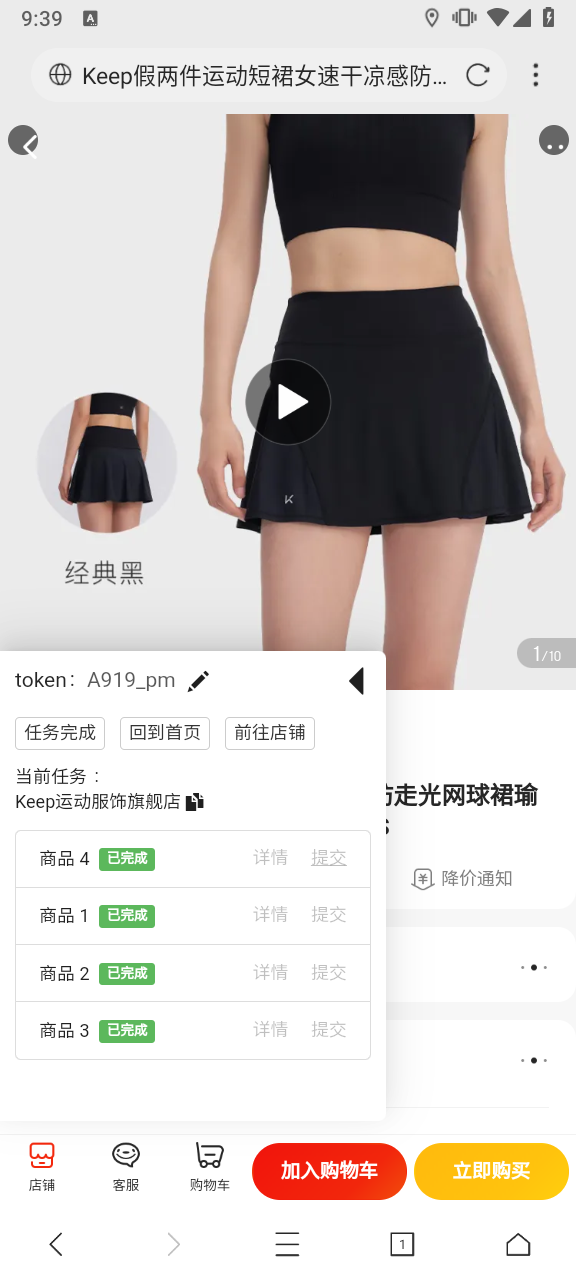 9:39
A
Keep假两件运动短裙女速干凉感防...
K
经典黑
1/10
token： A919_pm
任务完成 回到首页 前往店铺
当前任务：
Keep运动服饰旗舰店
走光网球裙瑜
S
降价通知
商品 4 已完成 详情 提交
商品 1 已完成 详情 提交
商品 2 已完成 详情 提交
商品 3 已完成 详情 提交
店铺 客服 购物车 加入购物车 立即购买
1